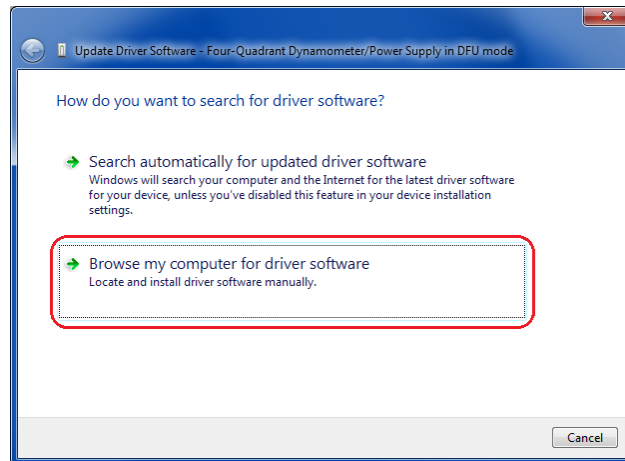 Update Driver Software - Four-Quadrant Dynamometer/Power Supply in DFU mode
How do you want to search for driver software?
Search automatically for updated driver software
Windows will search your computer and the Internet for the latest driver software
for your device, unless you've disabled this feature in your device installation
settings.
Browse my computer for driver software
Locate and install driver software manually.
Cancel